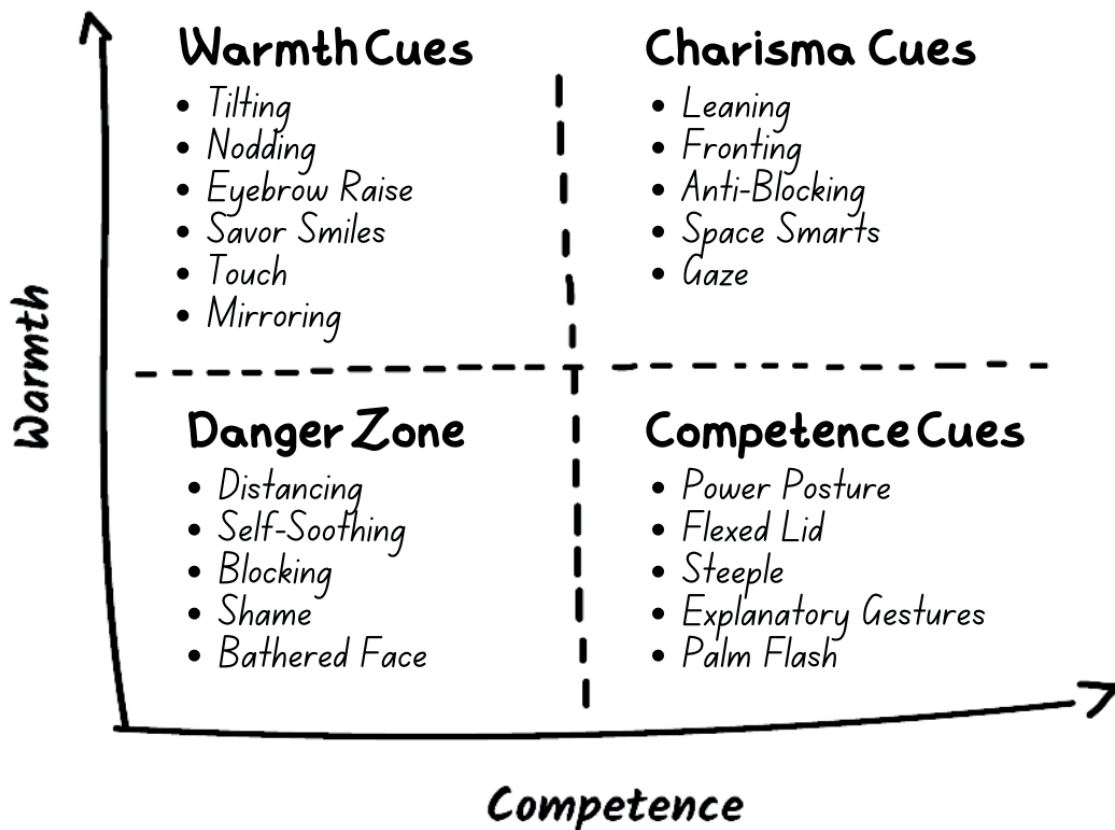 Warmth Cues
• Tilting
• Nodding
• Eyebrow Raise
• Savor Smiles
• Touch
• Mirroring
Charisma Cues
• Leaning
• Fronting
• Anti-Blocking
• Space Smarts
• Gaze
Warmth
Danger Zone
• Distancing
• Self-Soothing
• Blocking
• Shame
• Bathered Face
Competence Cues
• Power Posture
• Flexed Lid
• Steeple
• Explanatory Gestures
• Palm Flash
Competence